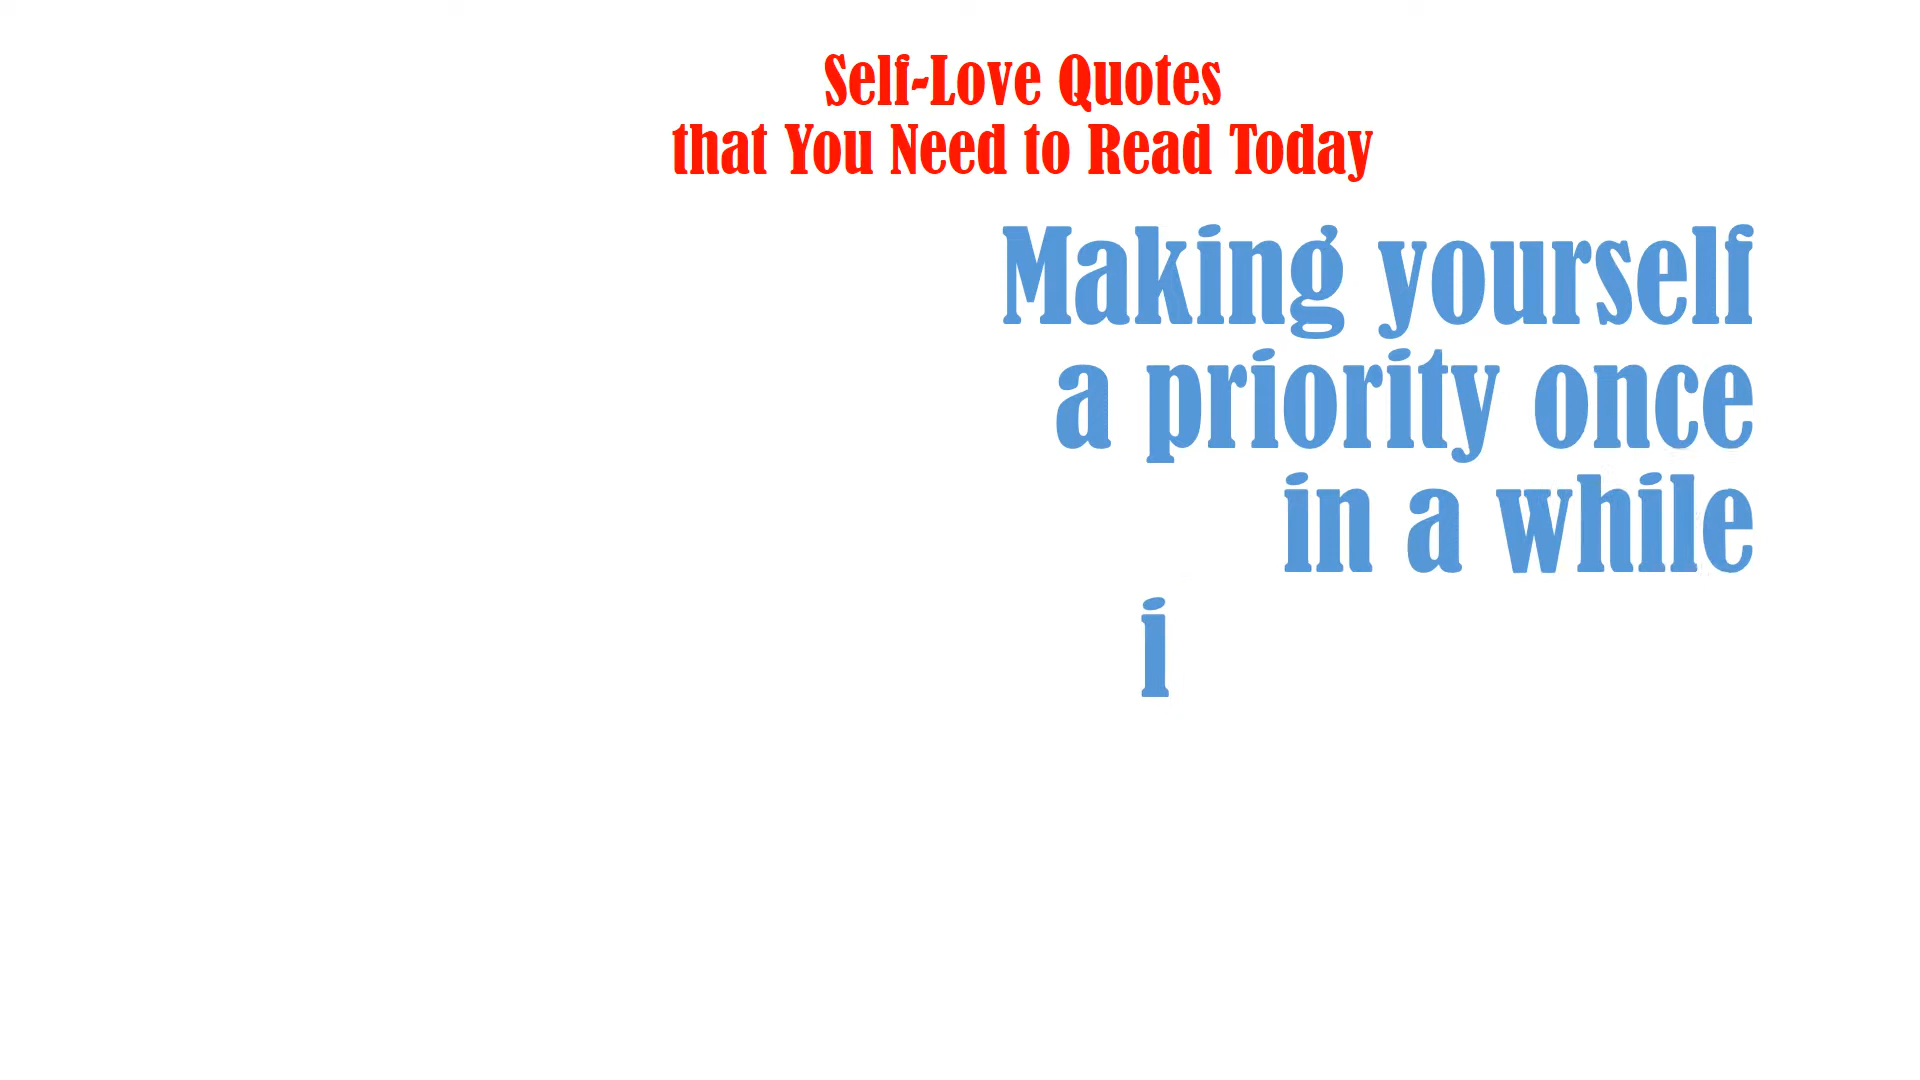 Self-Love Quotes
that You Need to Read Today
Making yourself
a priority once
in a while
i